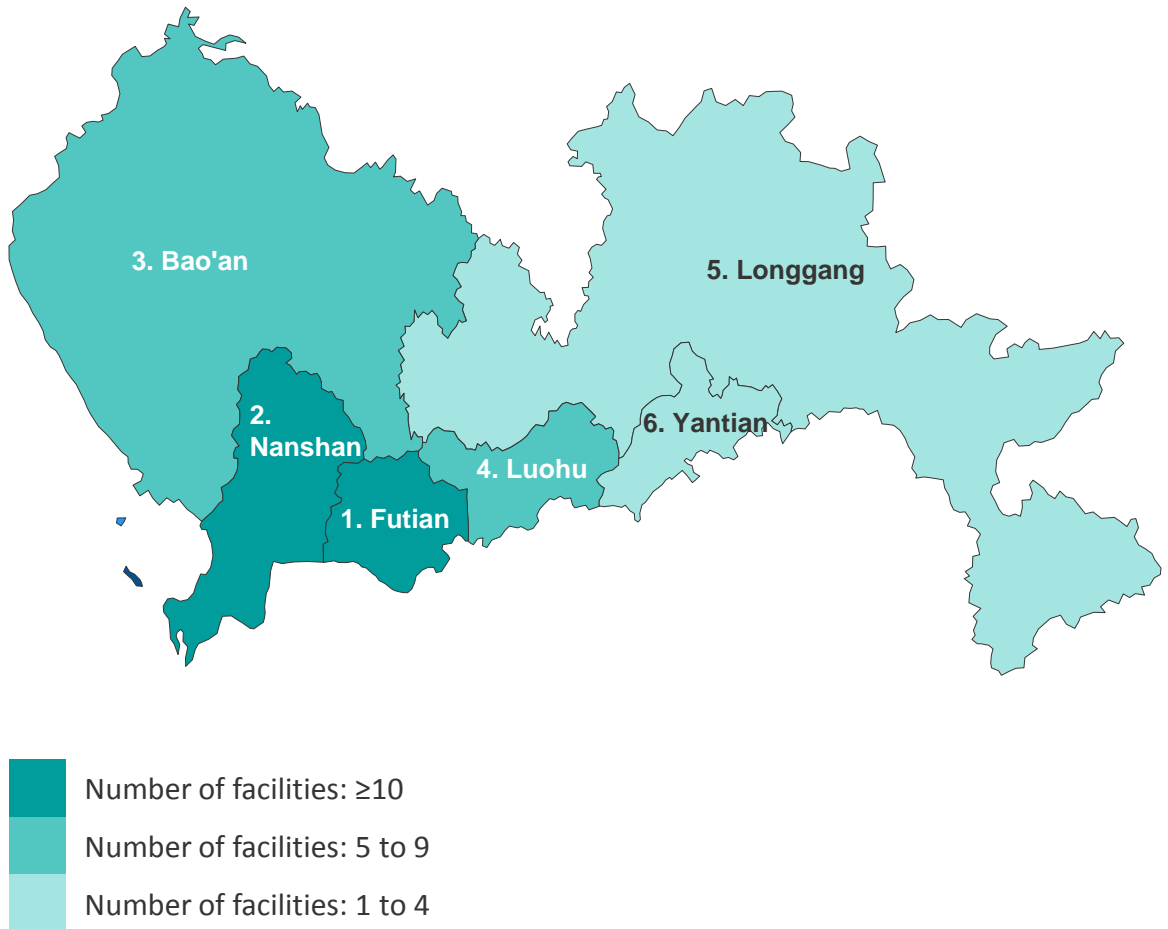 3. Bao'an
5. Longgang
2.
Nanshan
6. Yantian
4. Luohu
1. Futian
Number of facilities: ≥10
Number of facilities: 5 to 9
Number of facilities: 1 to 4